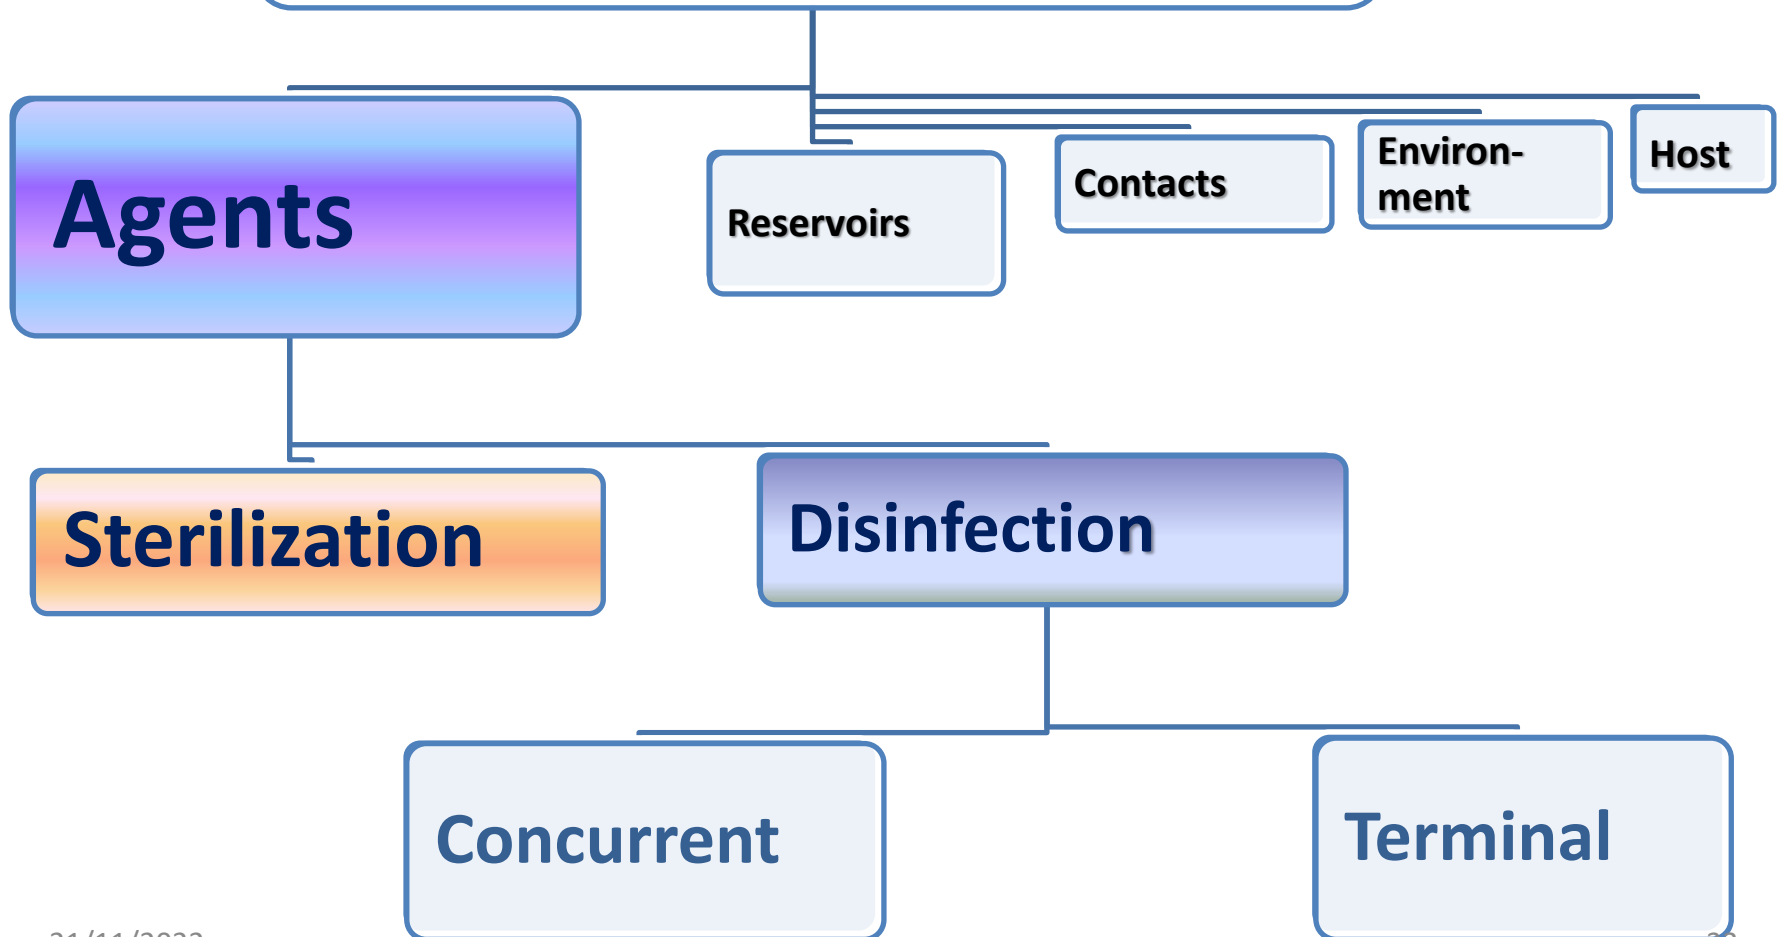 Agents
Reservoirs
Contacts
Environ-
ment
Host
Sterilization
Disinfection
Concurrent
Terminal